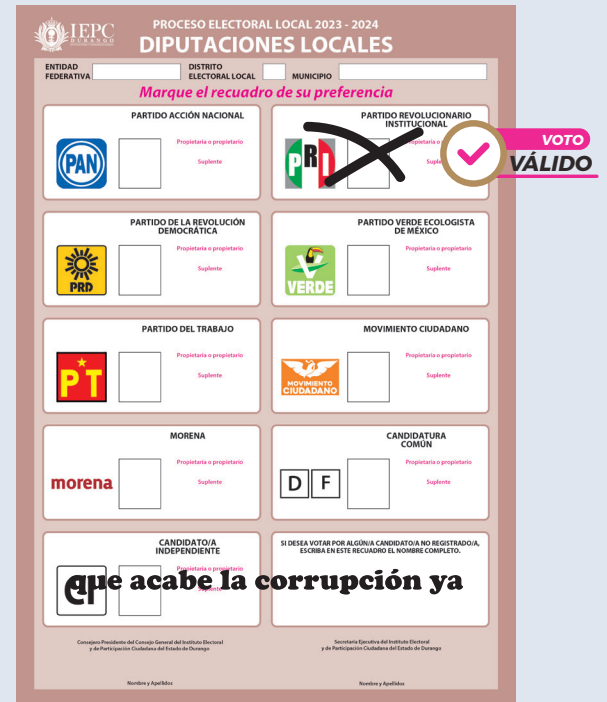 IEPC
DURANGO
PROCESO ELECTORAL LOCAL 2023 - 2024
DIPUTACIONES LOCALES
ENTIDAD FEDERATIVA
DISTRITO ELECTORAL LOCAL
MUNICIPIO
Marque el recuadro de su preferencia
PARTIDO ACCIÓN NACIONAL
PAN
Propietaria o propietario
Suplente
PARTIDO REVOLUCIONARIO
INSTITUCIONAL
PRI
Propietaria o
Suple
VOTO
VÁLIDO
PARTIDO DE LA REVOLUCIÓN
DEMOCRÁTICA
PRD
Propietaria o propietario
Suplente
PARTIDO VERDE ECOLOGISTA
DE MÉXICO
VERDE
Propietaria o propietario
Suplente
PARTIDO DEL TRABAJO
PT
Propietaria o propietario
Suplente
MOVIMIENTO CIUDADANO
MOVIMIENTO
CIUDADANO
Propietaria o propietario
Suplente
MORENA
morena
Propietaria o propietario
Suplente
CANDIDATURA
COMÚN
D F
Propietaria o propietario
Suplente
CANDIDATO/A
INDEPENDIENTE
CI
Propietaria o propietario
Suplente
SI DESEA VOTAR POR ALGÚN/A CANDIDATO/A NO REGISTRADO/A,
ESCRIBA EN ESTE RECUADRO EL NOMBRE COMPLETO.
que acabe la corrupción ya
Consejero Presidente del Consejo General del Instituto Electoral
y de Participación Ciudadana del Estado de Durango
Nombre y Apellidos
Secretaria Ejecutiva del Instituto Electoral
y de Participación Ciudadana del Estado de Durango
Nombre y Apellidos